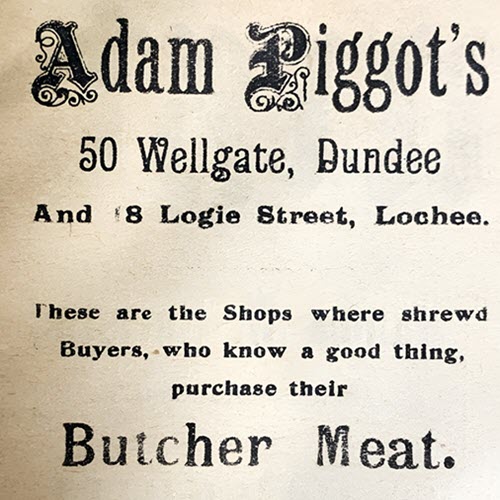 Adam Piggot's
50 Wellgate, Dundee
And 8 Logie Street, Lochee.
These are the Shops where shrewd
Buyers, who know a good thing,
purchase their
Butcher Meat.